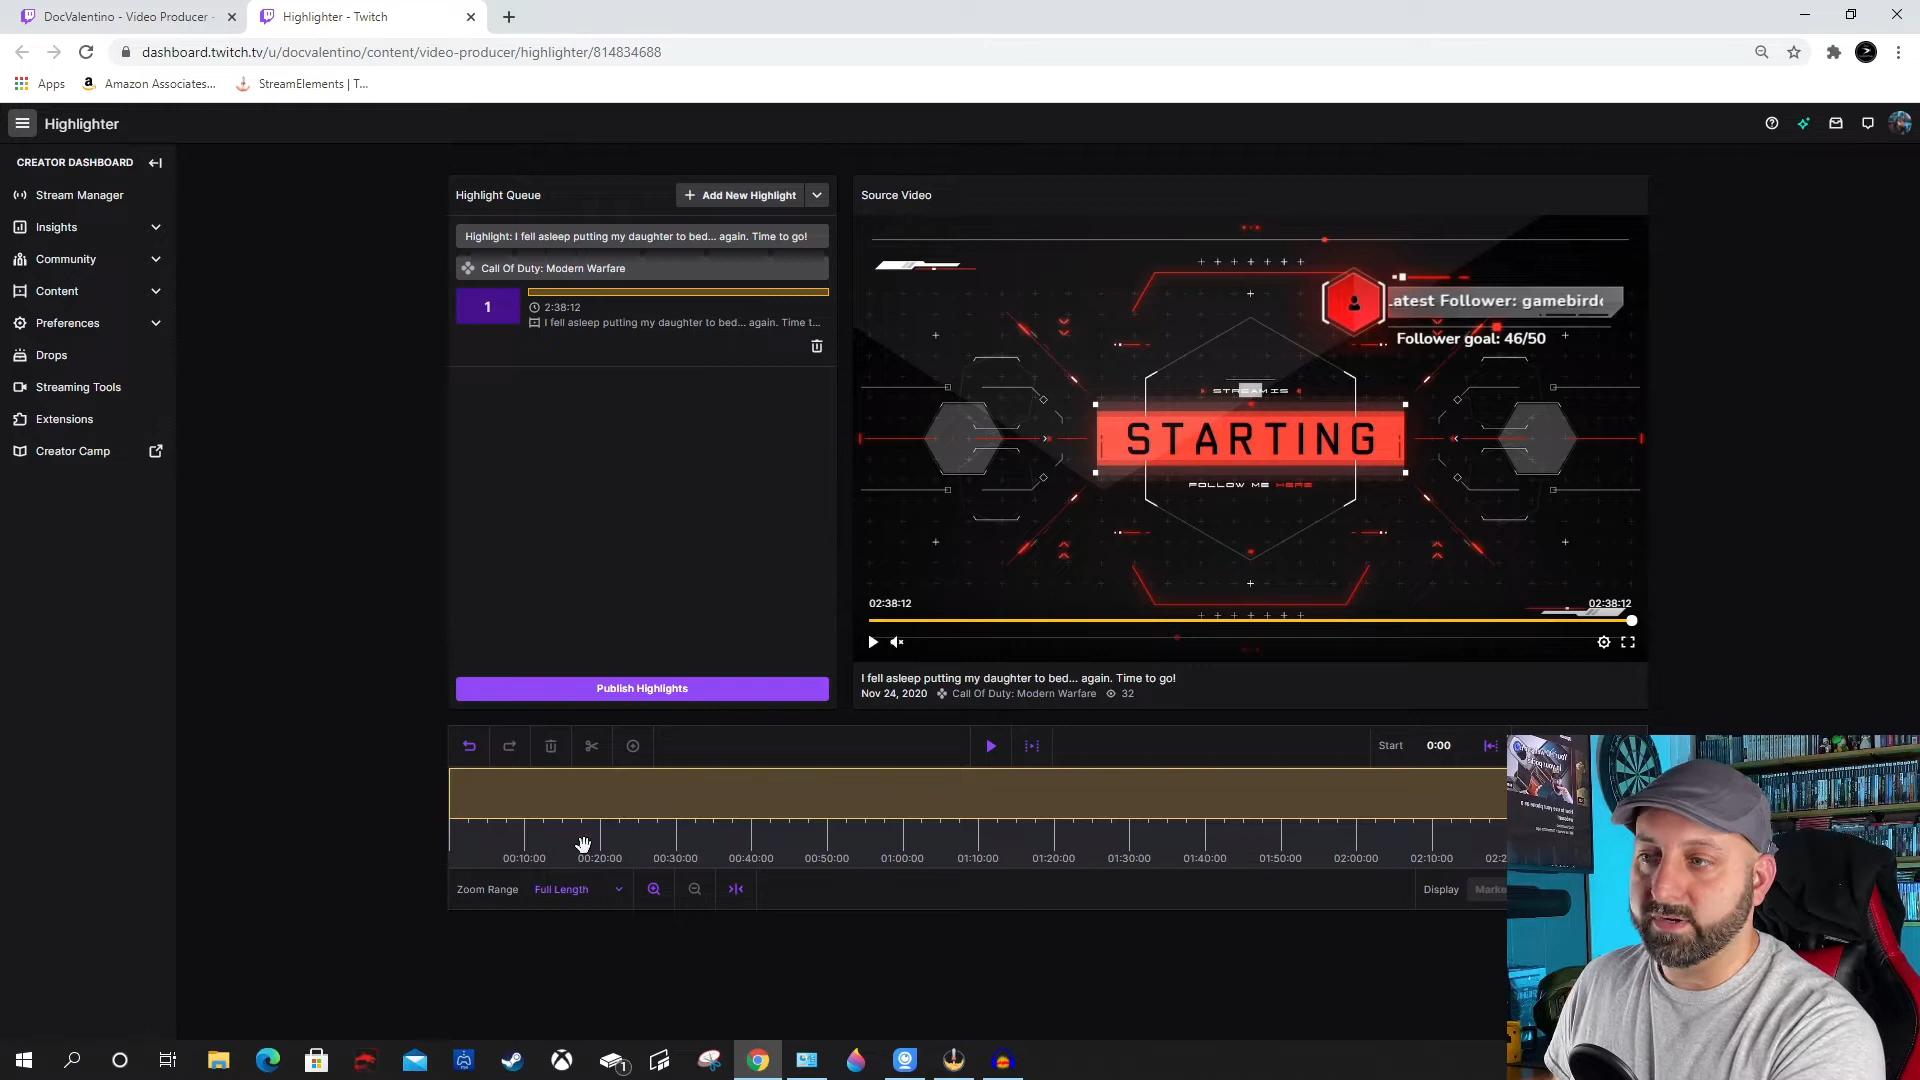 DocValentino - Video Producer -
Highlighter - Twitch
dashboard.twitch.tv/u/docvalentino/content/video-producer/highlighter/814834688
Apps
Amazon Associates...
StreamElements | T...
Highlighter
CREATOR DASHBOARD
Stream Manager
Insights
Community
Content
Preferences
Drops
Streaming Tools
Extensions
Creator Camp
Highlight Queue
Add New Highlight
Highlight: I fell asleep putting my daughter to bed... again. Time to go!
Call Of Duty: Modern Warfare
1
2:38:12
I fell asleep putting my daughter to bed... again. Time t...
Publish Highlights
Source Video
Latest Follower: gamebirdo
Follower goal: 46/50
STREAM IS
STARTING
FOLLOW ME HERE
02:38:12
02:38:12
I fell asleep putting my daughter to bed... again. Time to go!
Nov 24, 2020 Call Of Duty: Modern Warfare 32
Start 0:00
00:10:00 00:20:00 00:30:00 00:40:00 00:50:00 01:00:00 01:10:00 01:20:00 01:30:00 01:40:00 01:50:00 02:00:00 02:10:00 02:2
Zoom Range Full Length
Display Marke
1